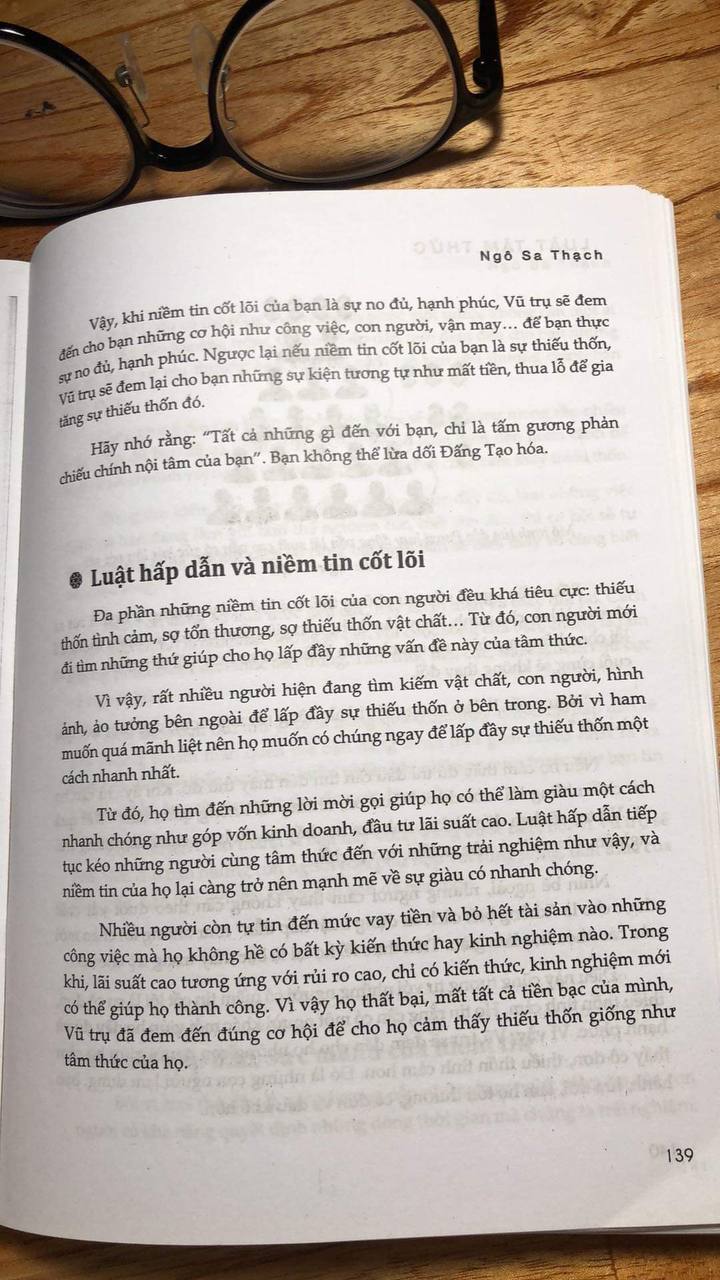 Ngô Sa Thạch
Vậy, khi niềm tin cốt lõi của bạn là sự no đủ, hạnh phúc, Vũ trụ sẽ đem
đến cho bạn những cơ hội như công việc, con người, vận may... để bạn thực
sự no đủ, hạnh phúc. Ngược lại nếu niềm tin cốt lõi của bạn là sự thiếu thốn,
Vũ trụ sẽ đem lại cho bạn những sự kiện tương tự như mất tiền, thua lỗ để gia
tăng sự thiếu thốn đó.
Hãy nhớ rằng: “Tất cả những gì đến với bạn, chỉ là tấm gương phản
chiếu chính nội tâm của bạn”. Bạn không thể lừa dối Đấng Tạo hóa.
Luật hấp dẫn và niềm tin cốt lõi
Đa phần những niềm tin cốt lõi của con người đều khá tiêu cực: thiếu
thốn tình cảm, sợ tổn thương, sợ thiếu thốn vật chất... Từ đó, con người mới
đi tìm những thứ giúp cho họ lấp đầy những vấn đề này của tâm thức.
Vì vậy, rất nhiều người hiện đang tìm kiếm vật chất, con người, hình
ảnh, ảo tưởng bên ngoài để lấp đầy sự thiếu thốn ở bên trong. Bởi vì ham
muốn quá mãnh liệt nên họ muốn có chúng ngay để lấp đầy sự thiếu thốn một
cách nhanh nhất.
Từ đó, họ tìm đến những lời mời gọi giúp họ có thể làm giàu một cách
nhanh chóng như góp vốn kinh doanh, đầu tư lãi suất cao. Luật hấp dẫn tiếp
tục kéo những người cùng tâm thức đến với những trải nghiệm như vậy, và
niềm tin của họ lại càng trở nên mạnh mẽ về sự giàu có nhanh chóng.
Nhiều người còn tự tin đến mức vay tiền và bỏ hết tài sản vào những
công việc mà họ không hề có bất kỳ kiến thức hay kinh nghiệm nào. Trong
khi, lãi suất cao tương ứng với rủi ro cao, chỉ có kiến thức, kinh nghiệm mới
có thể giúp họ thành công. Vì vậy họ thất bại, mất tất cả tiền bạc của mình,
Vũ trụ đã đem đến đúng cơ hội để cho họ cảm thấy thiếu thốn giống như
tâm thức của họ.
139